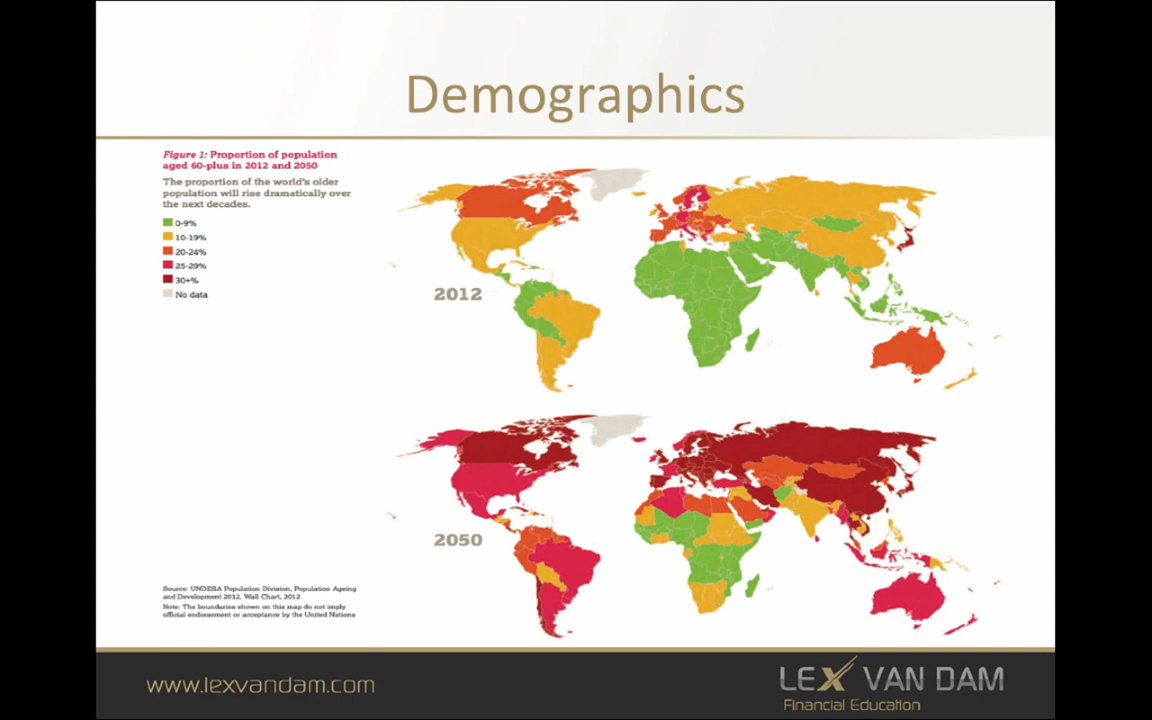 Demographics
Figure 1: Proportion of population
aged 60-plus in 2012 and 2050
The proportion of the world's older
population will rise dramatically over
the next decades.
0-9%
10-19%
20-24%
25-29%
30+%
No data
2012
2050
Source: UNDESA Population Division, Population Ageing
and Development 2012, Wall Chart, 2012
Note: The boundaries shown on this map do not imply
official endorsement or acceptance by the United Nations
www.lexvandam.com
LEX VAN DAM
Financial Education